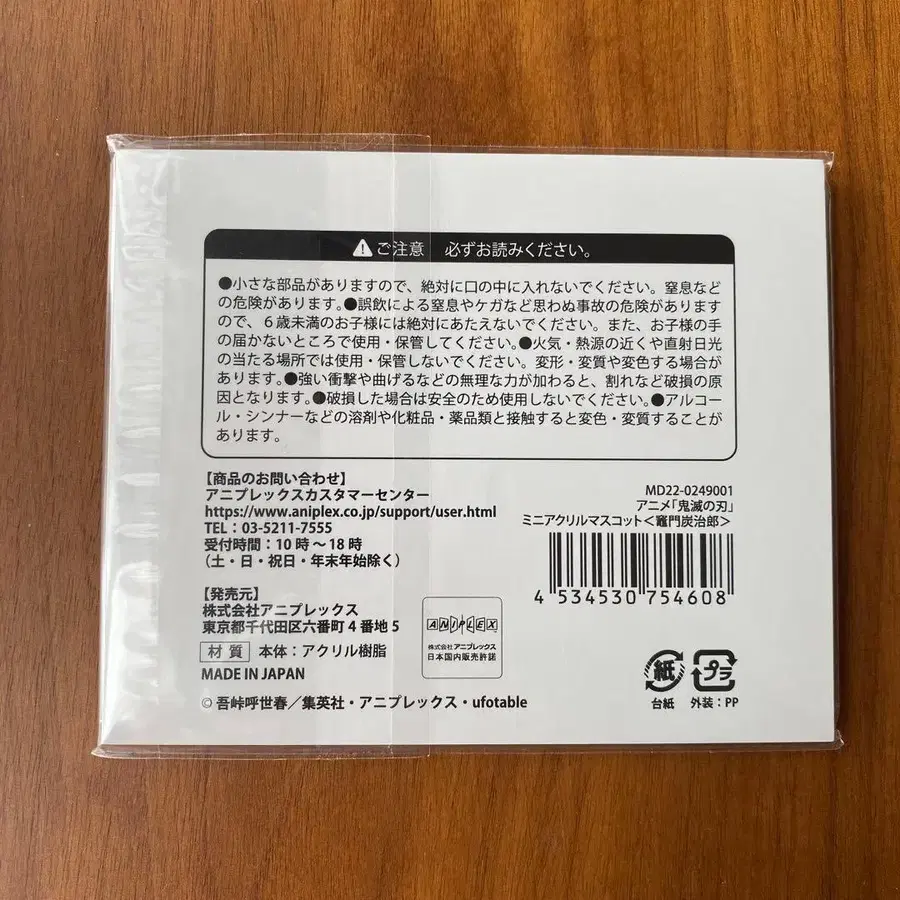 ご注意 必ずお読みください。
●小さな部品がありますので、絶対に口の中に入れないでください。窒息など
の危険があります。●誤飲による窒息やケガなど思わぬ事故の危険があります
ので、６歳未満のお子様には絶対にあたえないでください。また、お子様の手
の届かないところで使用・保管してください。●火気・熱源の近くや直射日光
の当たる場所では使用・保管しないでください。変形・変質や変色する場合が
あります。●強い衝撃や曲げるなどの無理な力が加わると、割れなど破損の原
因となります。●破損した場合は安全のため使用しないでください。●アルコー
ル・シンナーなどの溶剤や化粧品・薬品類と接触すると変色・変質することが
あります。
【商品のお問い合わせ】
アニプレックスカスタマーセンター
https://www.aniplex.co.jp/support/user.html
TEL：03-5211-7555
受付時間：10時～18時
（土・日・祝日・年末年始除く）
MD22-0249001
アニメ「鬼滅の刃」
ミニアクリルマスコット＜竈門炭治郎＞
4 534530 754608
【発売元】
株式会社アニプレックス
東京都千代田区六番町4番地5
材質 本体：アクリル樹脂
MADE IN JAPAN
ANIPLEX
株式会社 アニプレックス
日本国内販売許諾
紙
台紙
プラ
外装：PP
© 吾峠呼世春／集英社・アニプレックス・ufotable